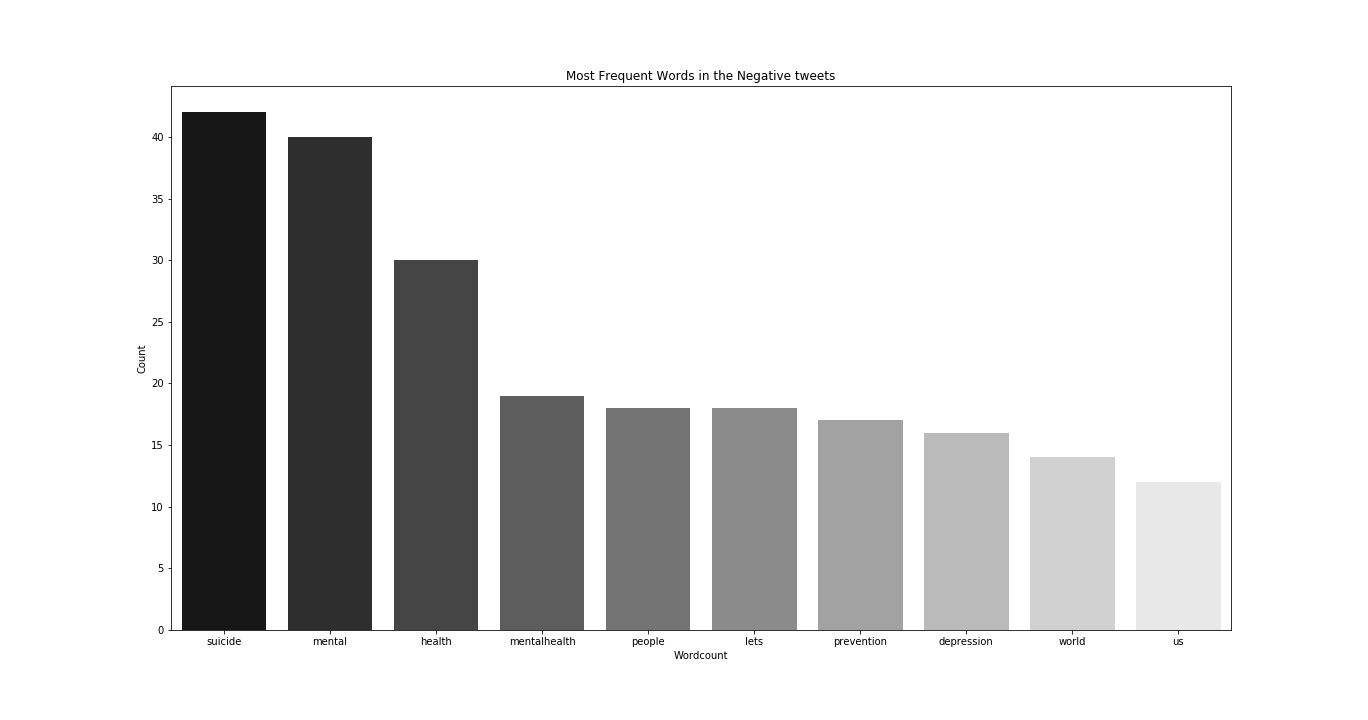 Most Frequent Words in the Negative tweets
Count
40
35
30
25
20
15
10
5
0
suicide mental health mentalhealth people lets prevention depression world us
Wordcount